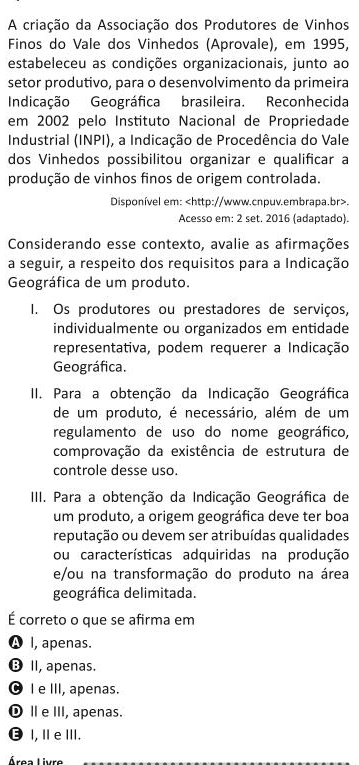 A criação da Associação dos Produtores de Vinhos
Finos do Vale dos Vinhedos (Aprovale), em 1995,
estabeleceu as condições organizacionais, junto ao
setor produtivo, para o desenvolvimento da primeira
Indicação Geográfica brasileira. Reconhecida
em 2002 pelo Instituto Nacional de Propriedade
Industrial (INPI), a Indicação de Procedência do Vale
dos Vinhedos possibilitou organizar e qualificar a
produção de vinhos finos de origem controlada.
Disponível em: <http://www.cnpuv.embrapa.br>.
Acesso em: 2 set. 2016 (adaptado).
Considerando esse contexto, avalie as afirmações
a seguir, a respeito dos requisitos para a Indicação
Geográfica de um produto.
I. Os produtores ou prestadores de serviços,
individualmente ou organizados em entidade
representativa, podem requerer a Indicação
Geográfica.
II. Para a obtenção da Indicação Geográfica
de um produto, é necessário, além de um
regulamento de uso do nome geográfico,
comprovação da existência de estrutura de
controle desse uso.
III. Para a obtenção da Indicação Geográfica de
um produto, a origem geográfica deve ter boa
reputação ou devem ser atribuídas qualidades
ou características adquiridas na produção
e/ou na transformação do produto na área
geográfica delimitada.
É correto o que se afirma em
A I, apenas.
B II, apenas.
C I e III, apenas.
D II e III, apenas.
E I, II e III.
Área Livre